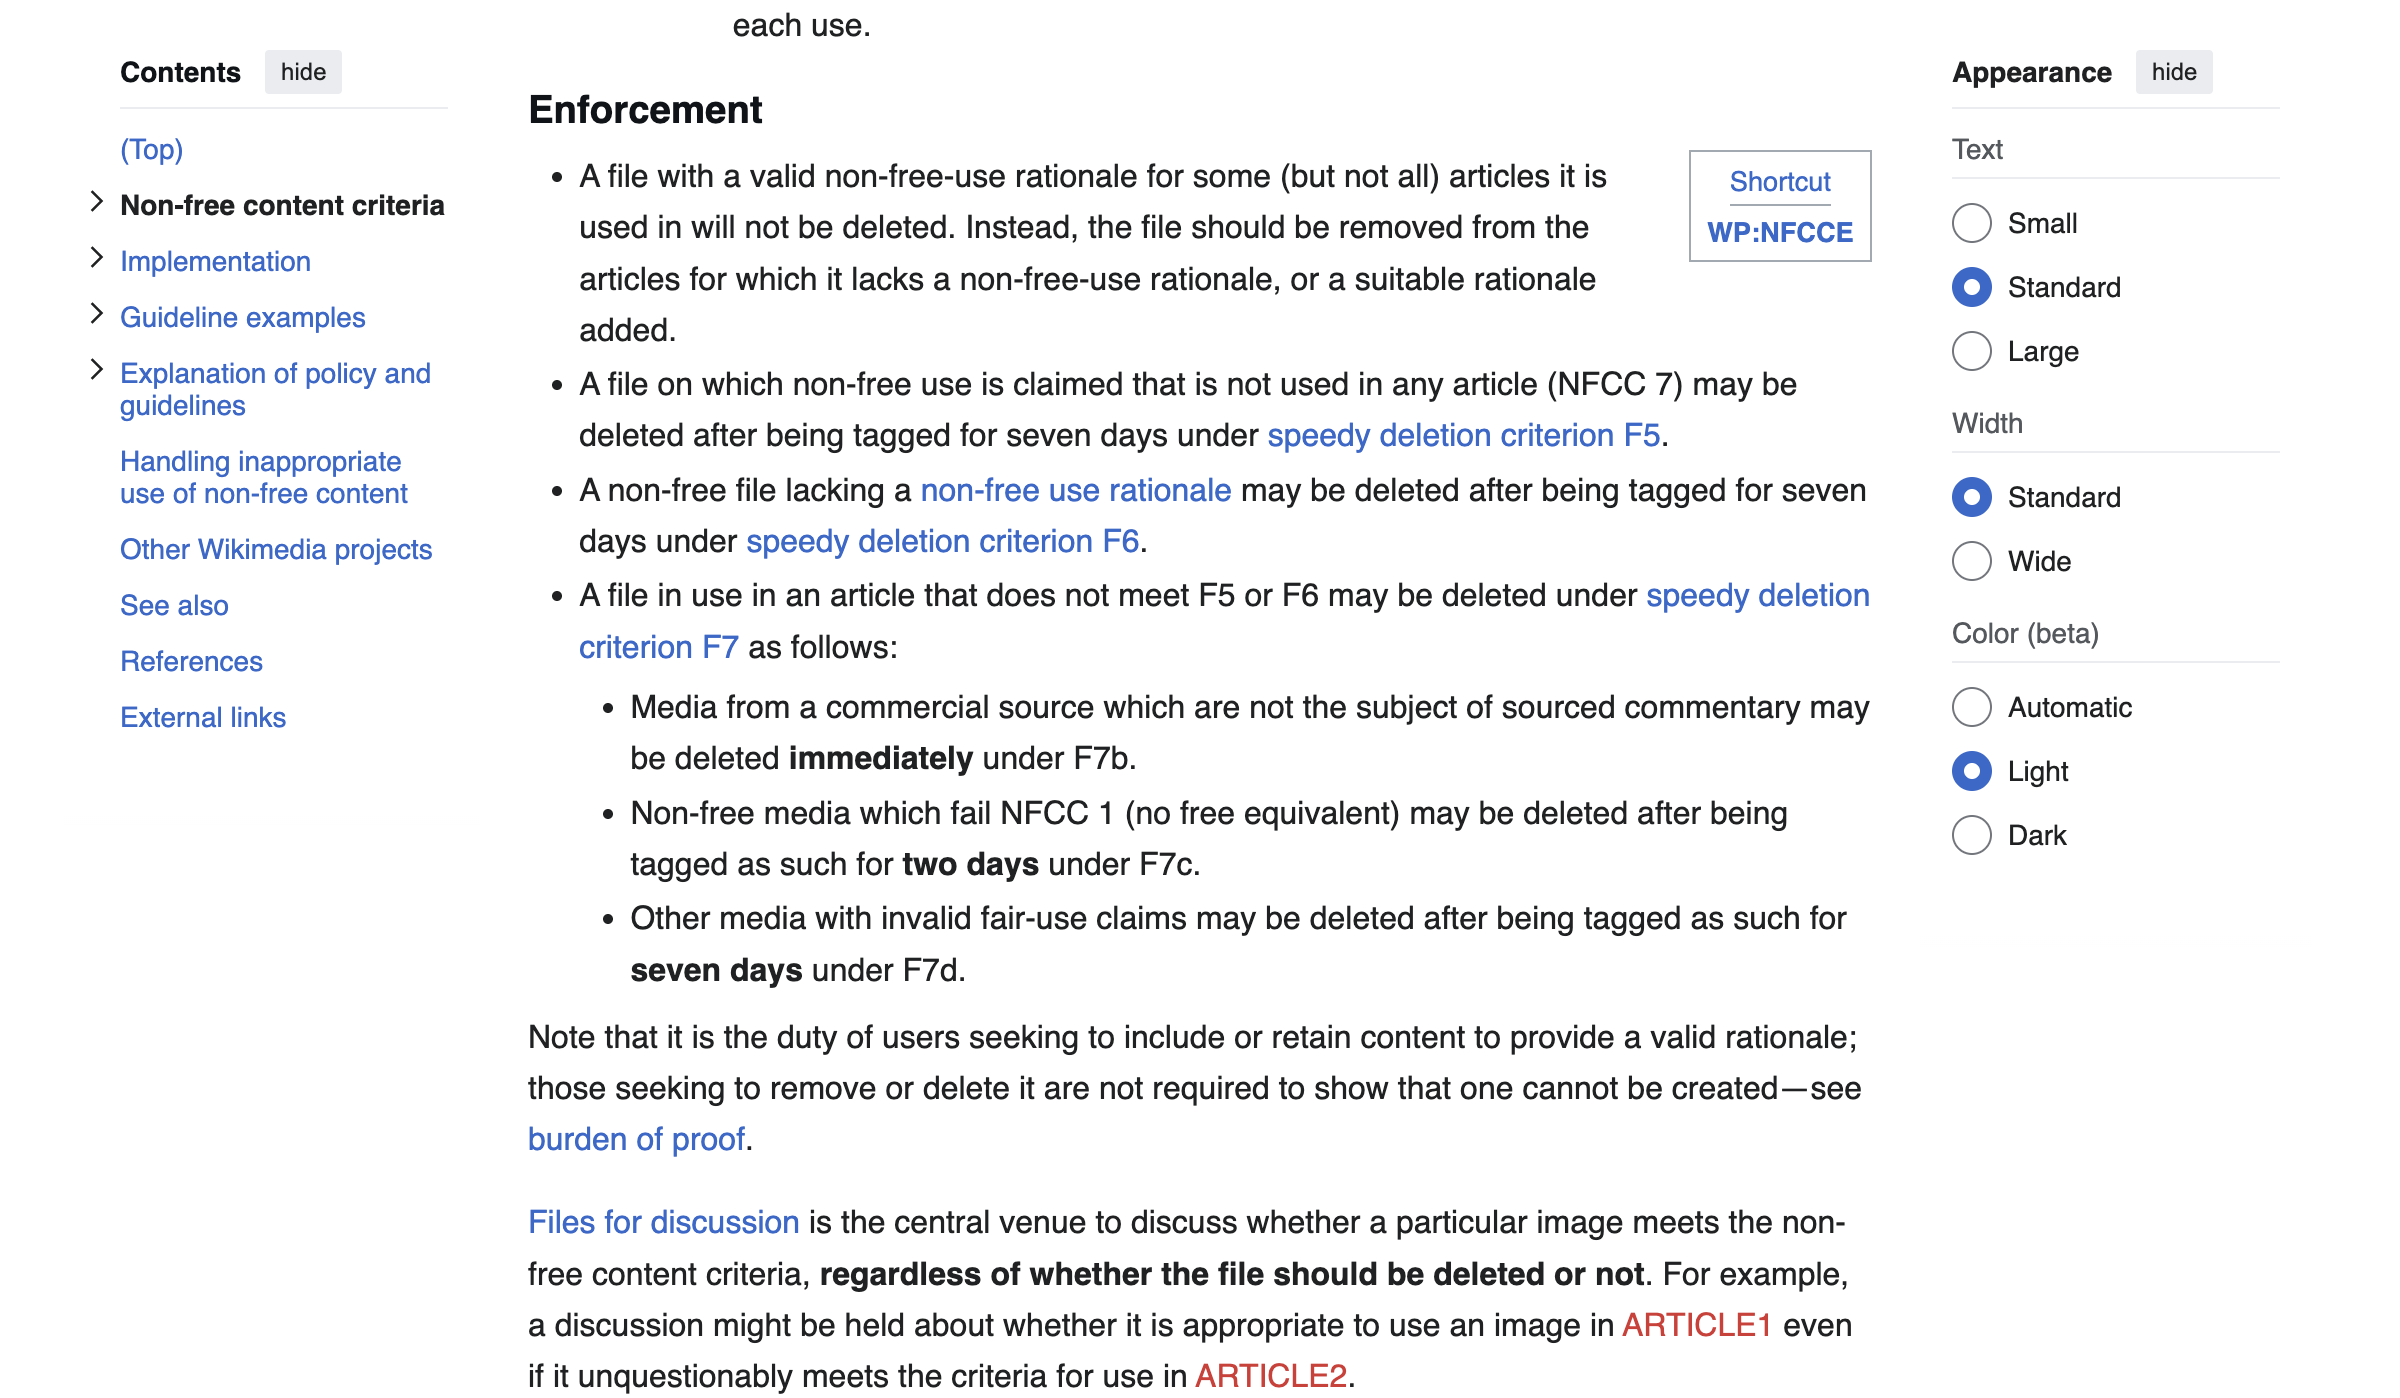 each use.
Contents hide
(Top)
Non-free content criteria
Implementation
Guideline examples
Explanation of policy and
guidelines
Handling inappropriate
use of non-free content
Other Wikimedia projects
See also
References
External links
Enforcement
• A file with a valid non-free-use rationale for some (but not all) articles it is
used in will not be deleted. Instead, the file should be removed from the
articles for which it lacks a non-free-use rationale, or a suitable rationale
added.
Shortcut
WP:NFCCE
• A file on which non-free use is claimed that is not used in any article (NFCC 7) may be
deleted after being tagged for seven days under speedy deletion criterion F5.
• A non-free file lacking a non-free use rationale may be deleted after being tagged for seven
days under speedy deletion criterion F6.
• A file in use in an article that does not meet F5 or F6 may be deleted under speedy deletion
criterion F7 as follows:
• Media from a commercial source which are not the subject of sourced commentary may
be deleted immediately under F7b.
• Non-free media which fail NFCC 1 (no free equivalent) may be deleted after being
tagged as such for two days under F7c.
• Other media with invalid fair-use claims may be deleted after being tagged as such for
seven days under F7d.
Note that it is the duty of users seeking to include or retain content to provide a valid rationale;
those seeking to remove or delete it are not required to show that one cannot be created—see
burden of proof.
Files for discussion is the central venue to discuss whether a particular image meets the non-
free content criteria, regardless of whether the file should be deleted or not. For example,
a discussion might be held about whether it is appropriate to use an image in ARTICLE1 even
if it unquestionably meets the criteria for use in ARTICLE2.
Appearance hide
Text
Small
Standard
Large
Width
Standard
Wide
Color (beta)
Automatic
Light
Dark